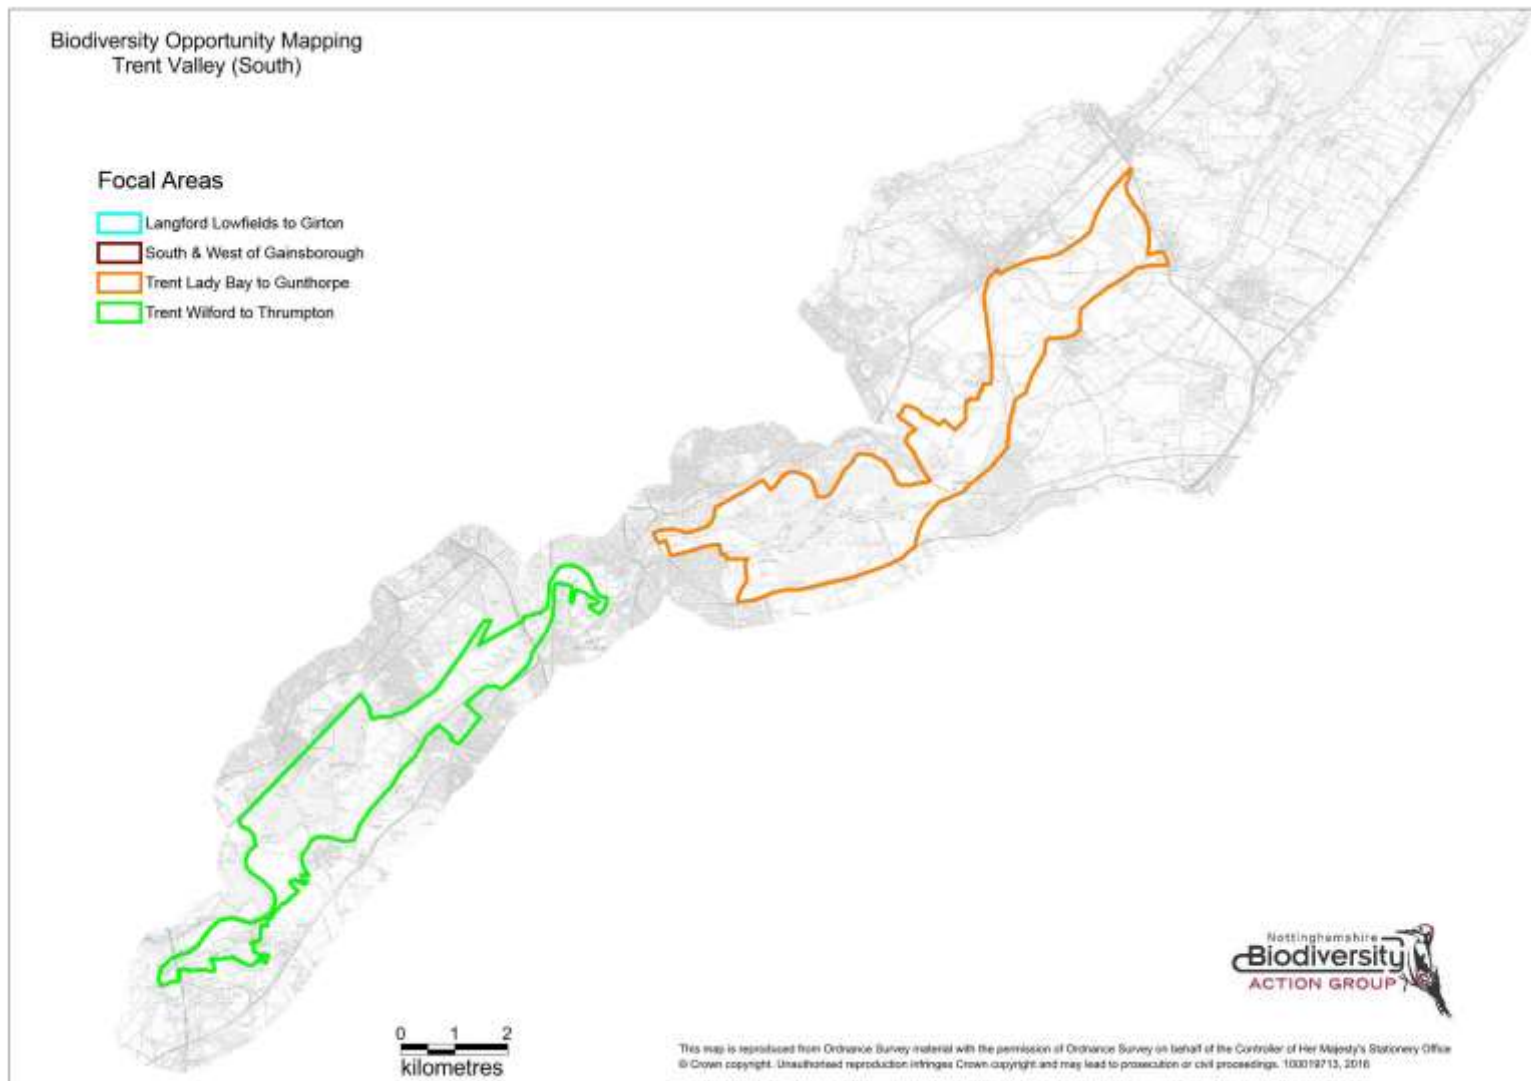 Biodiversity Opportunity Mapping
Trent Valley (South)
Focal Areas
Langford Lowfields to Girton
South & West of Gainsborough
Trent Lady Bay to Gunthorpe
Trent Wilford to Thrumpton
0 1 2
kilometres
Nottinghamshire
Biodiversity
ACTION GROUP
This map is reproduced from Ordnance Survey material with the permission of Ordnance Survey on behalf of the Controller of Her Majesty's Stationery Office
© Crown copyright. Unauthorised reproduction infringes Crown copyright and may lead to prosecution or civil proceedings. 100019713, 2016